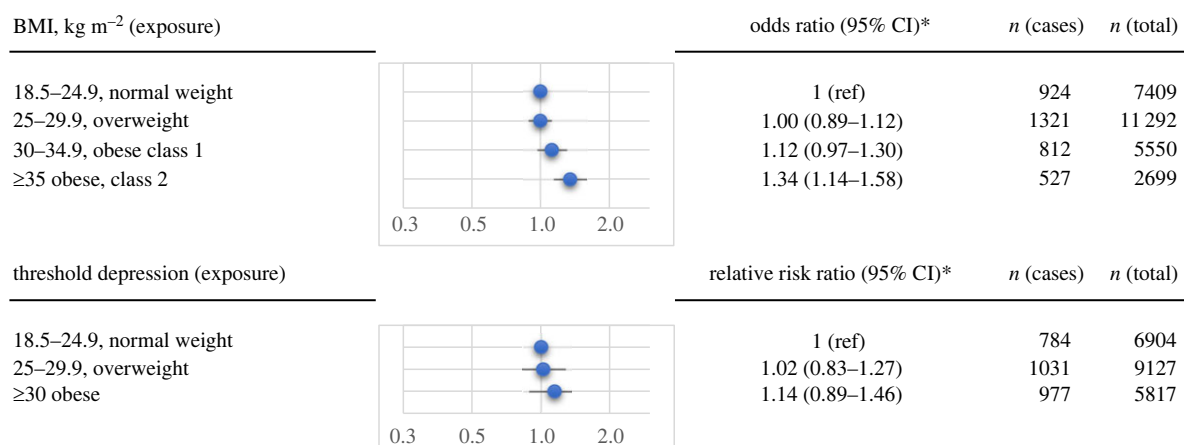 BMI, kg m⁻² (exposure) odds ratio (95% CI)* n (cases) n (total)
18.5–24.9, normal weight 1 (ref) 924 7409
25–29.9, overweight 1.00 (0.89–1.12) 1321 11 292
30–34.9, obese class 1 1.12 (0.97–1.30) 812 5550
≥35 obese, class 2 1.34 (1.14–1.58) 527 2699
0.3 0.5 1.0 2.0
threshold depression (exposure) relative risk ratio (95% CI)* n (cases) n (total)
18.5–24.9, normal weight 1 (ref) 784 6904
25–29.9, overweight 1.02 (0.83–1.27) 1031 9127
≥30 obese 1.14 (0.89–1.46) 977 5817
0.3 0.5 1.0 2.0